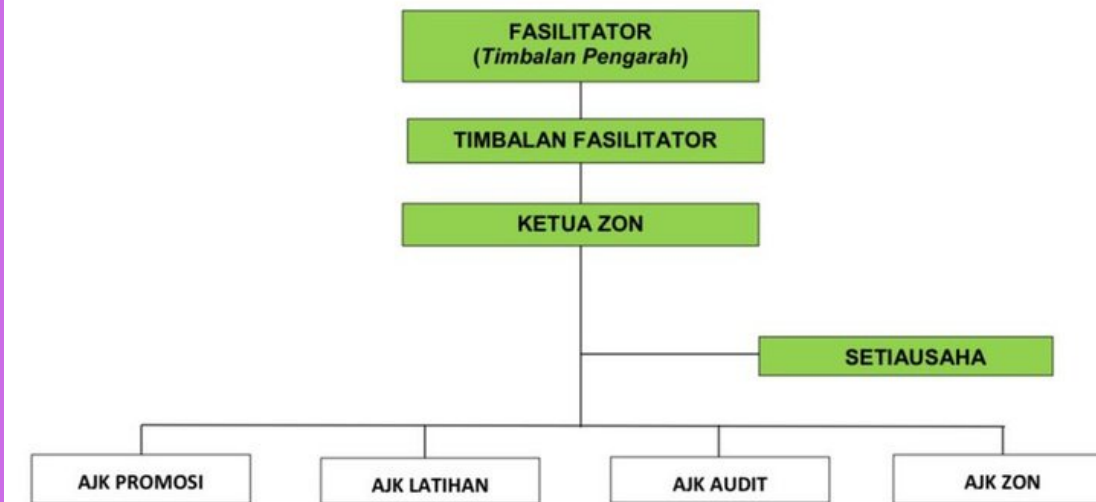 FASILITATOR
(Timbalan Pengarah)
TIMBALAN FASILITATOR
KETUA ZON
SETIAUSAHA
AJK PROMOSI
AJK LATIHAN
AJK AUDIT
AJK ZON